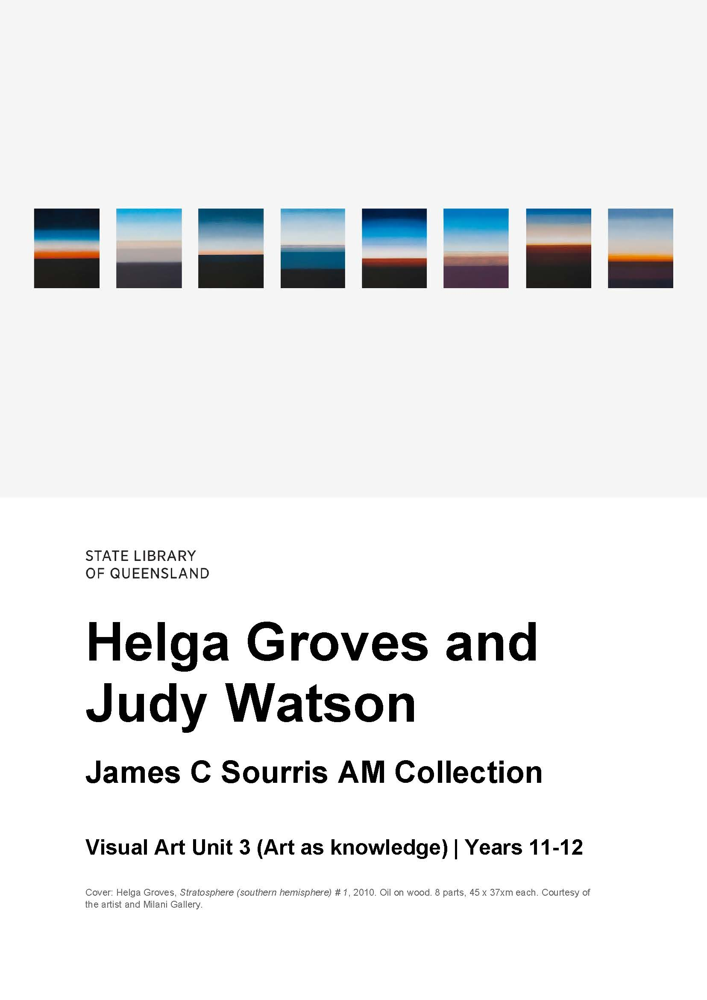 STATE LIBRARY
OF QUEENSLAND
Helga Groves and
Judy Watson
James C Sourris AM Collection
Visual Art Unit 3 (Art as knowledge) | Years 11-12
Cover: Helga Groves, Stratosphere (southern hemisphere) # 1, 2010. Oil on wood. 8 parts, 45 x 37xm each. Courtesy of
the artist and Milani Gallery.